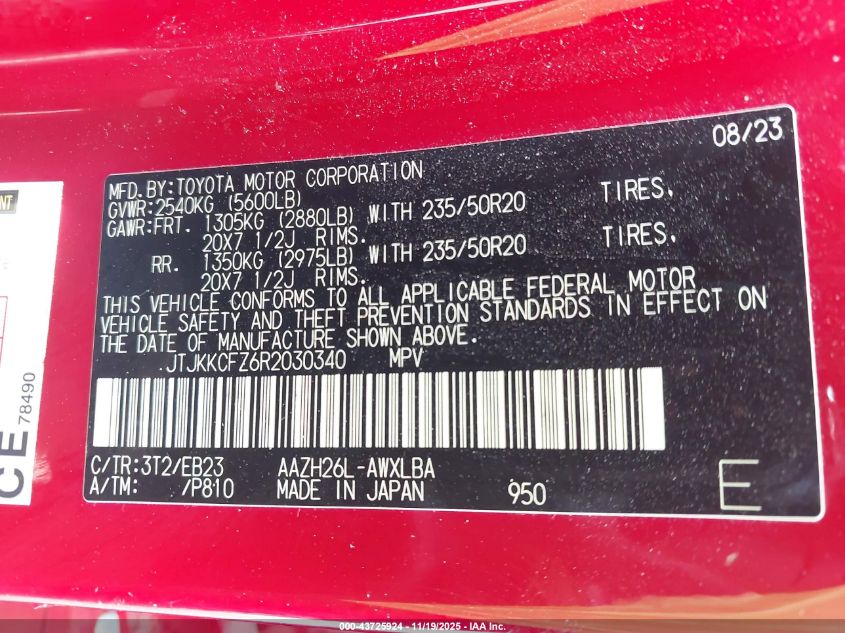 08/23
MFD. BY:TOYOTA MOTOR CORPORATION
GVWR:2540KG (5600LB)
GAWR:FRT. 1305KG (2880LB) WITH 235/50R20 TIRES.
20X7 1/2J RIMS.
RR. 1350KG (2975LB) WITH 235/50R20 TIRES.
20X7 1/2J RIMS.
THIS VEHICLE CONFORMS TO ALL APPLICABLE FEDERAL MOTOR
VEHICLE SAFETY AND THEFT PREVENTION STANDARDS IN EFFECT ON
THE DATE OF MANUFACTURE SHOWN ABOVE.
JTJKKCFZ6R2030340 MPV
C/TR:3T2/EB23 AAZH26L-AWXLBA
A/TM: /P810 MADE IN JAPAN 950 E
CE 78490
000-43725924 | 11/19/2025 | IAA Inc.